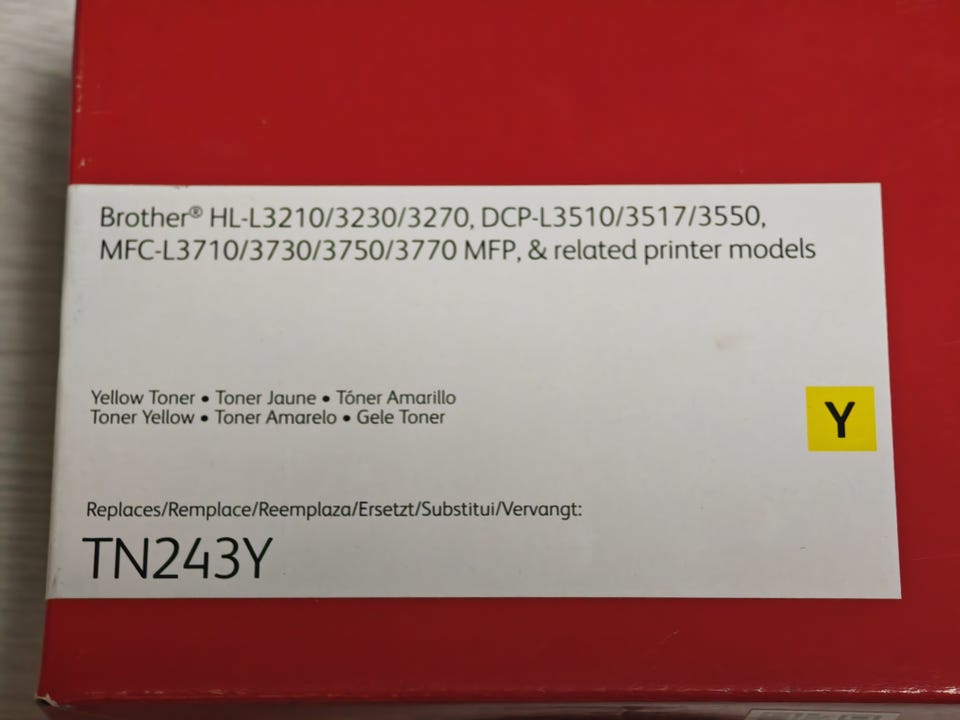 Brother® HL-L3210/3230/3270, DCP-L3510/3517/3550,
MFC-L3710/3730/3750/3770 MFP, & related printer models
Yellow Toner • Toner Jaune • Tóner Amarillo
Toner Yellow • Toner Amarelo • Gele Toner
Y
Replaces/Remplace/Reemplaza/Ersetzt/Substitui/Vervangt:
TN243Y